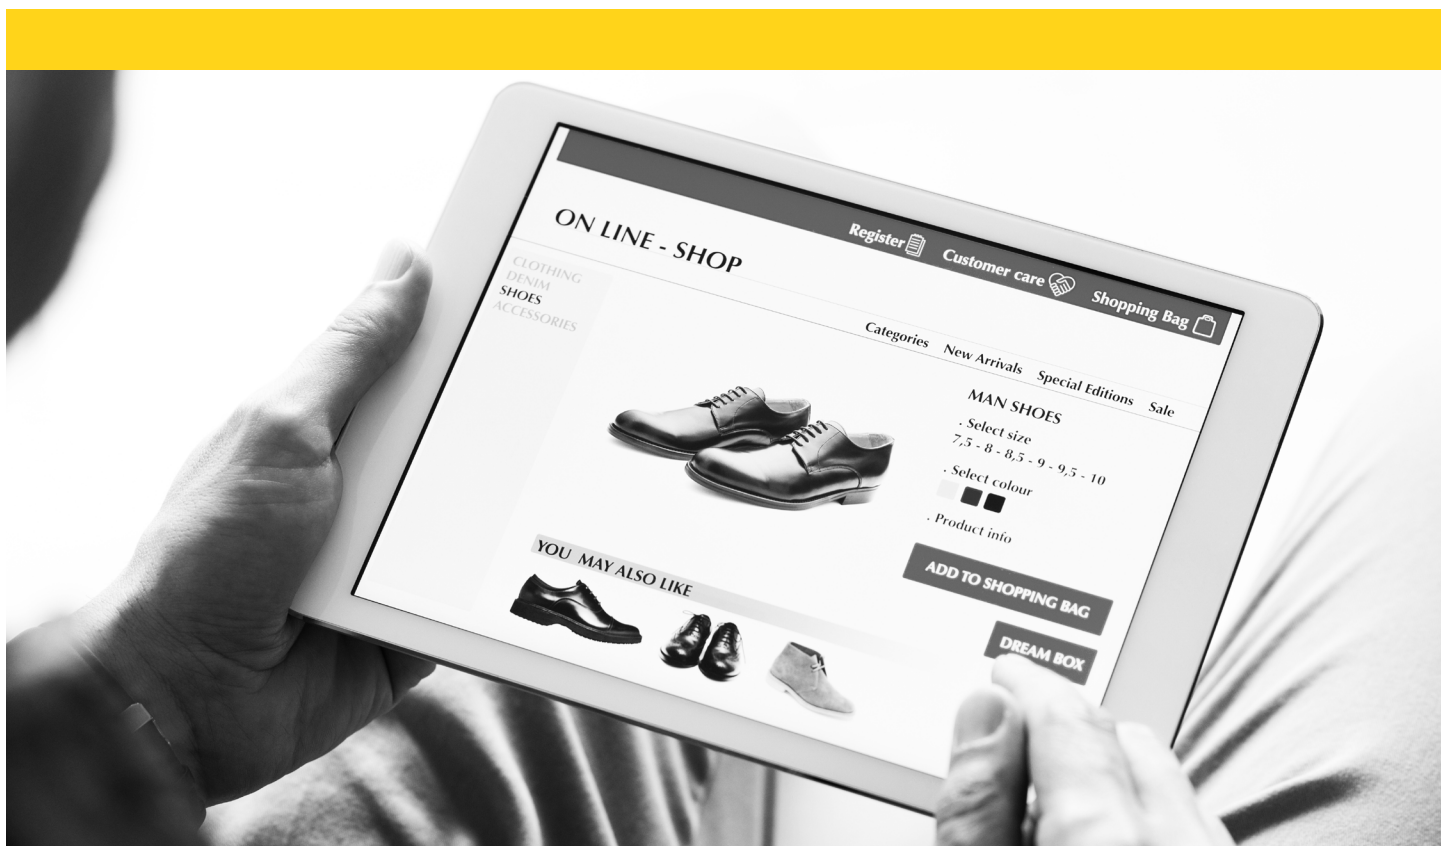 Register
Customer care
Shopping Bag
ON LINE - SHOP
CLOTHING
DENIM
SHOES
ACCESSORIES
Categories New Arrivals Special Editions Sale
MAN SHOES
. Select size
7,5 - 8 - 8,5 - 9 - 9,5 - 10
. Select colour
. Product info
ADD TO SHOPPING BAG
DREAM BOX
YOU MAY ALSO LIKE